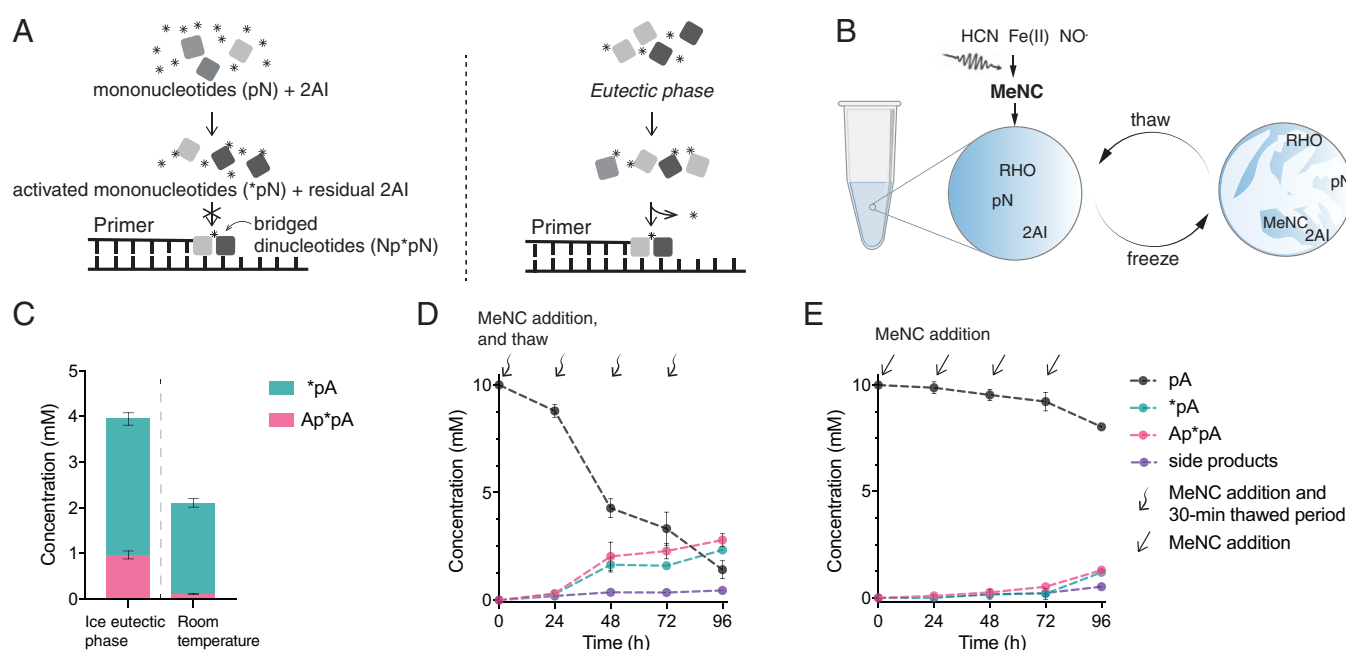 A
mononucleotides (pN) + 2AI
activated mononucleotides (*pN) + residual 2AI
Primer
bridged
dinucleotides (Np*pN)
Eutectic phase
Primer
B
HCN Fe(II) NO·
MeNC
RHO
pN
2AI
thaw
freeze
RHO
pN
MeNC
2AI
C
Concentration (mM)
5
4
3
2
1
0
Ice eutectic
phase
Room
temperature
*pA
Ap*pA
D
MeNC addition,
and thaw
Concentration (mM)
10
5
0
0 24 48 72 96
Time (h)
E
MeNC addition
Concentration (mM)
10
5
0
0 24 48 72 96
Time (h)
pA
*pA
Ap*pA
side products
MeNC addition and
30-min thawed period
MeNC addition